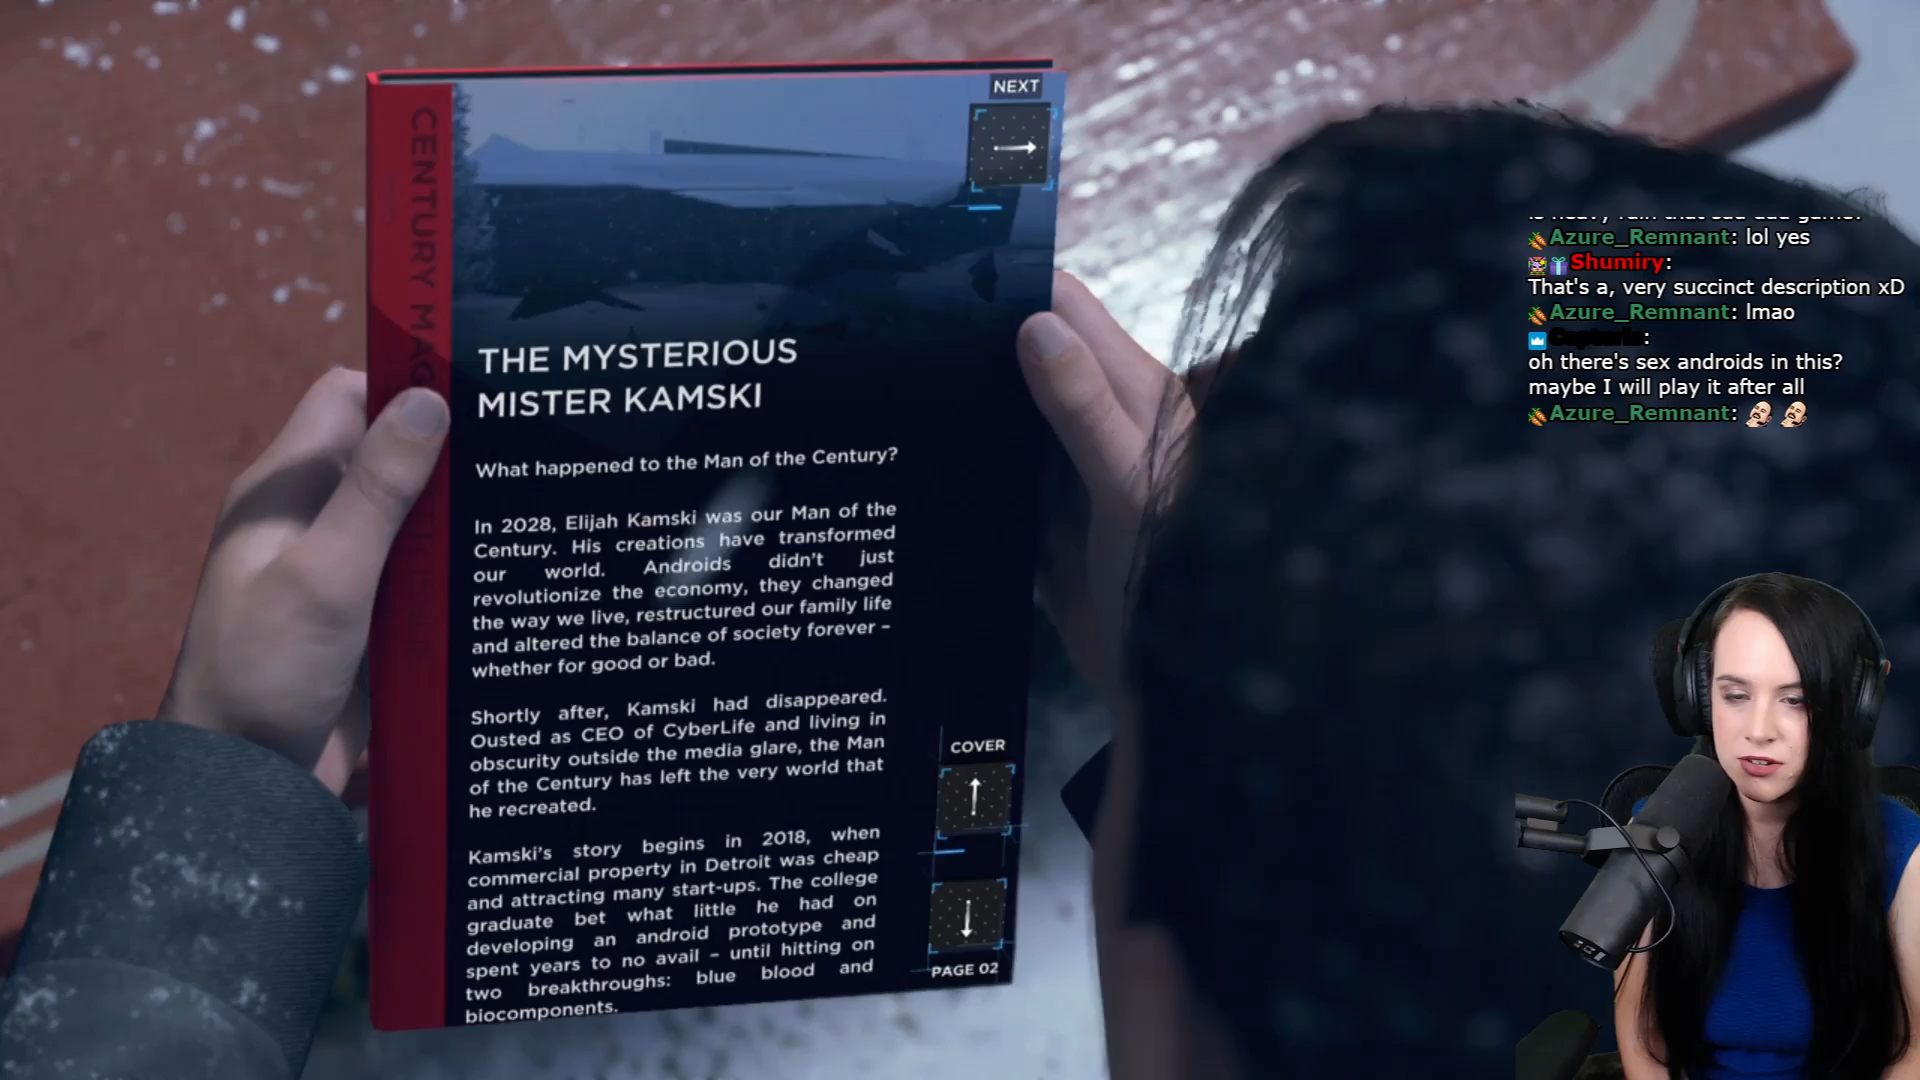 CENTURY MAG
NEXT
THE MYSTERIOUS
MISTER KAMSKI
What happened to the Man of the Century?
In 2028, Elijah Kamski was our Man of the
Century. His creations have transformed
our world. Androids didn't just
revolutionize the economy, they changed
the way we live, restructured our family life
and altered the balance of society forever –
whether for good or bad.
Shortly after, Kamski had disappeared.
Ousted as CEO of CyberLife and living in
obscurity outside the media glare, the Man
of the Century has left the very world that
he recreated.
Kamski's story begins in 2018, when
commercial property in Detroit was cheap
and attracting many start-ups. The college
graduate bet what little he had on
developing an android prototype and
spent years to no avail – until hitting on
two breakthroughs: blue blood and
biocomponents.
COVER
PAGE 02
is heavy rain that sad dad game?
Azure_Remnant: lol yes
Shumiry:
That's a, very succinct description xD
Azure_Remnant: lmao
oh there's sex androids in this?
maybe I will play it after all
Azure_Remnant: